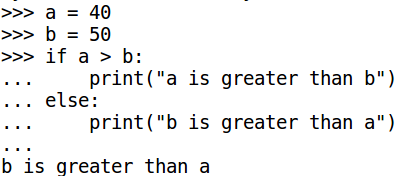 >>> a = 40
>>> b = 50
>>> if a > b:
...     print("a is greater than b")
... else:
...     print("b is greater than a")
...
b is greater than a